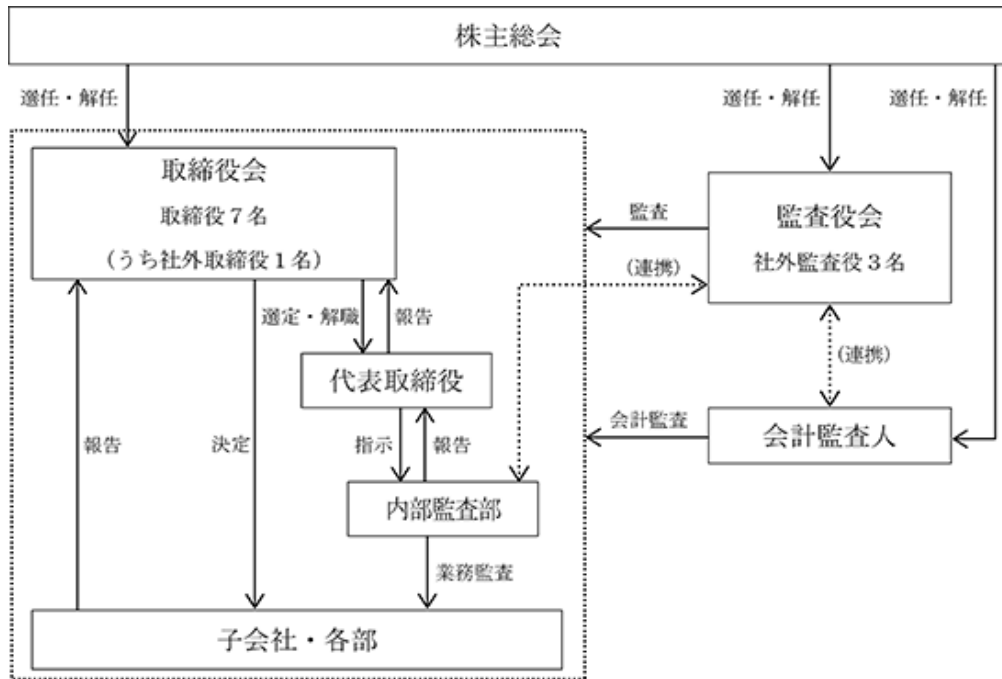 株主総会
選任・解任
選任・解任
選任・解任
取締役会
取締役7名
(うち社外取締役1名)
監査役会
社外監査役3名
監査
(連携)
選定・解職
報告
代表取締役
(連携)
報告
決定
指示
報告
会計監査
会計監査人
内部監査部
業務監査
子会社・各部